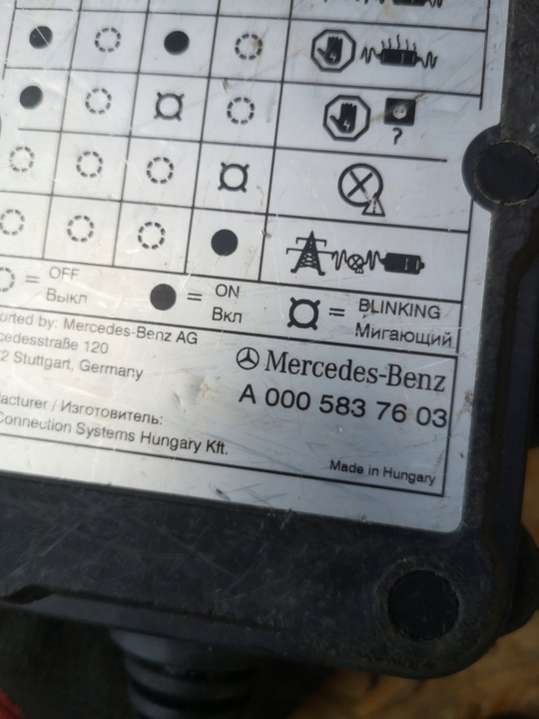 ?
= OFF
Выкл
= ON
Вкл
= BLINKING
Мигающий
orted by: Mercedes-Benz AG
cedesstraße 120
2 Stuttgart, Germany
Mercedes-Benz
A 000 583 76 03
acturer / Изготовитель:
Connection Systems Hungary Kft.
Made in Hungary